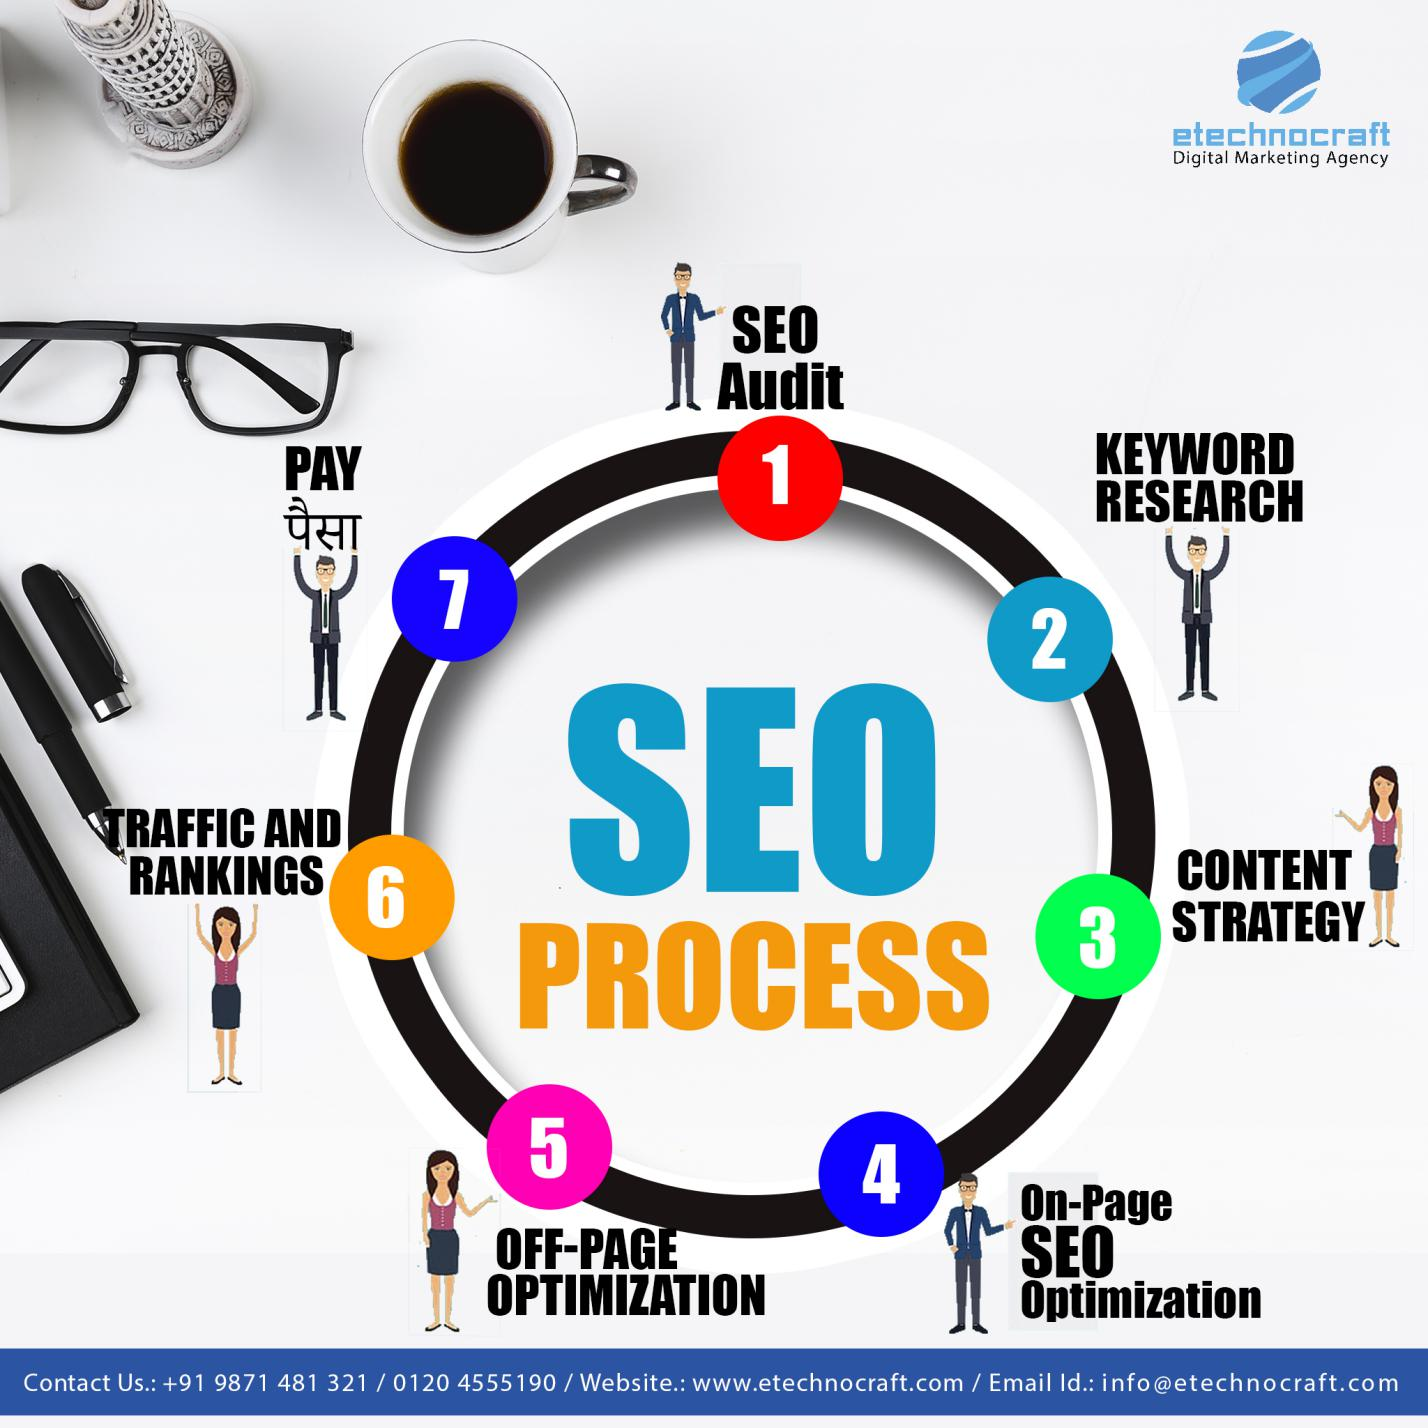 etechnocraft
Digital Marketing Agency
SEO
Audit
1
KEYWORD
RESEARCH
2
CONTENT
STRATEGY
3
On-Page
SEO
Optimization
4
OFF-PAGE
OPTIMIZATION
5
TRAFFIC AND
RANKINGS
6
PAY
पैसा
7
SEO
PROCESS
Contact Us.: +91 9871 481 321 / 0120 4555190 / Website.: www.etechnocraft.com / Email Id.: info@etechnocraft.com